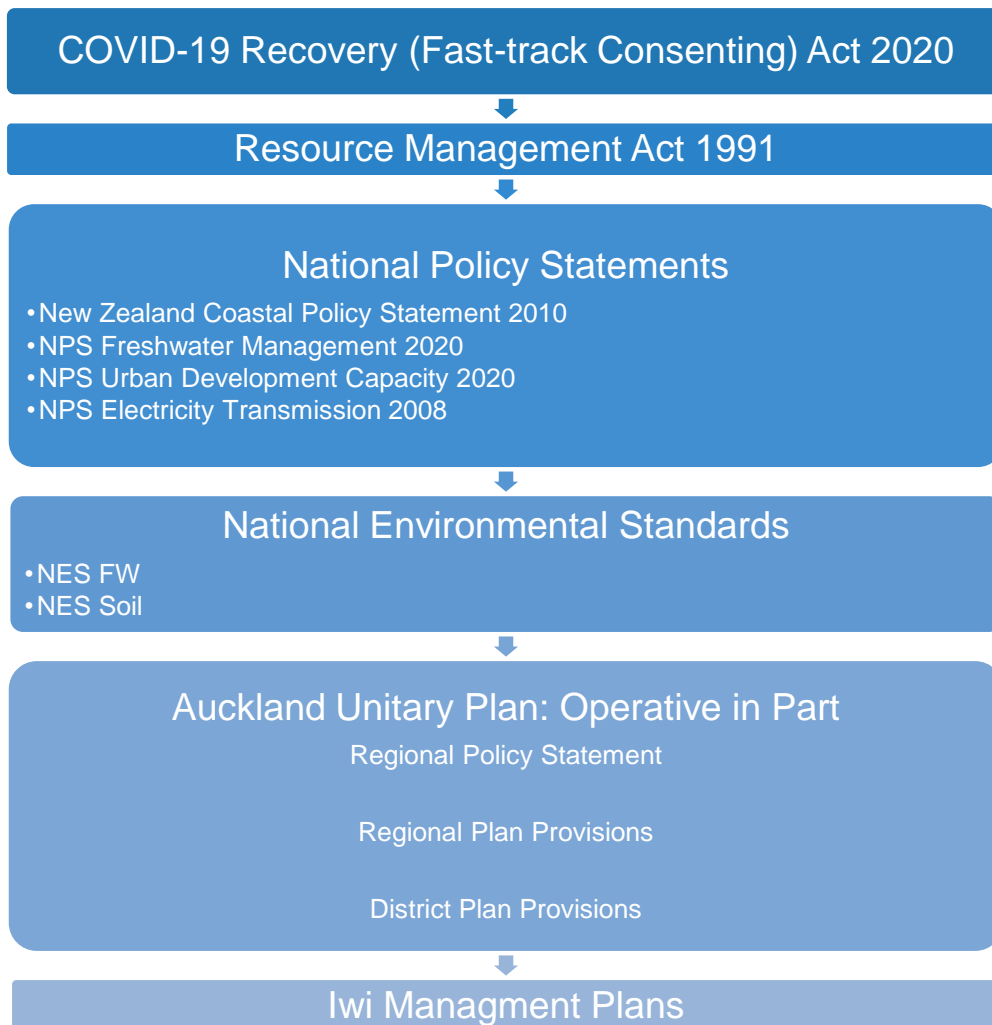 COVID-19 Recovery (Fast-track Consenting) Act 2020
Resource Management Act 1991
National Policy Statements
•New Zealand Coastal Policy Statement 2010
•NPS Freshwater Management 2020
•NPS Urban Development Capacity 2020
•NPS Electricity Transmission 2008
National Environmental Standards
•NES FW
•NES Soil
Auckland Unitary Plan: Operative in Part
Regional Policy Statement
Regional Plan Provisions
District Plan Provisions
Iwi Managment Plans